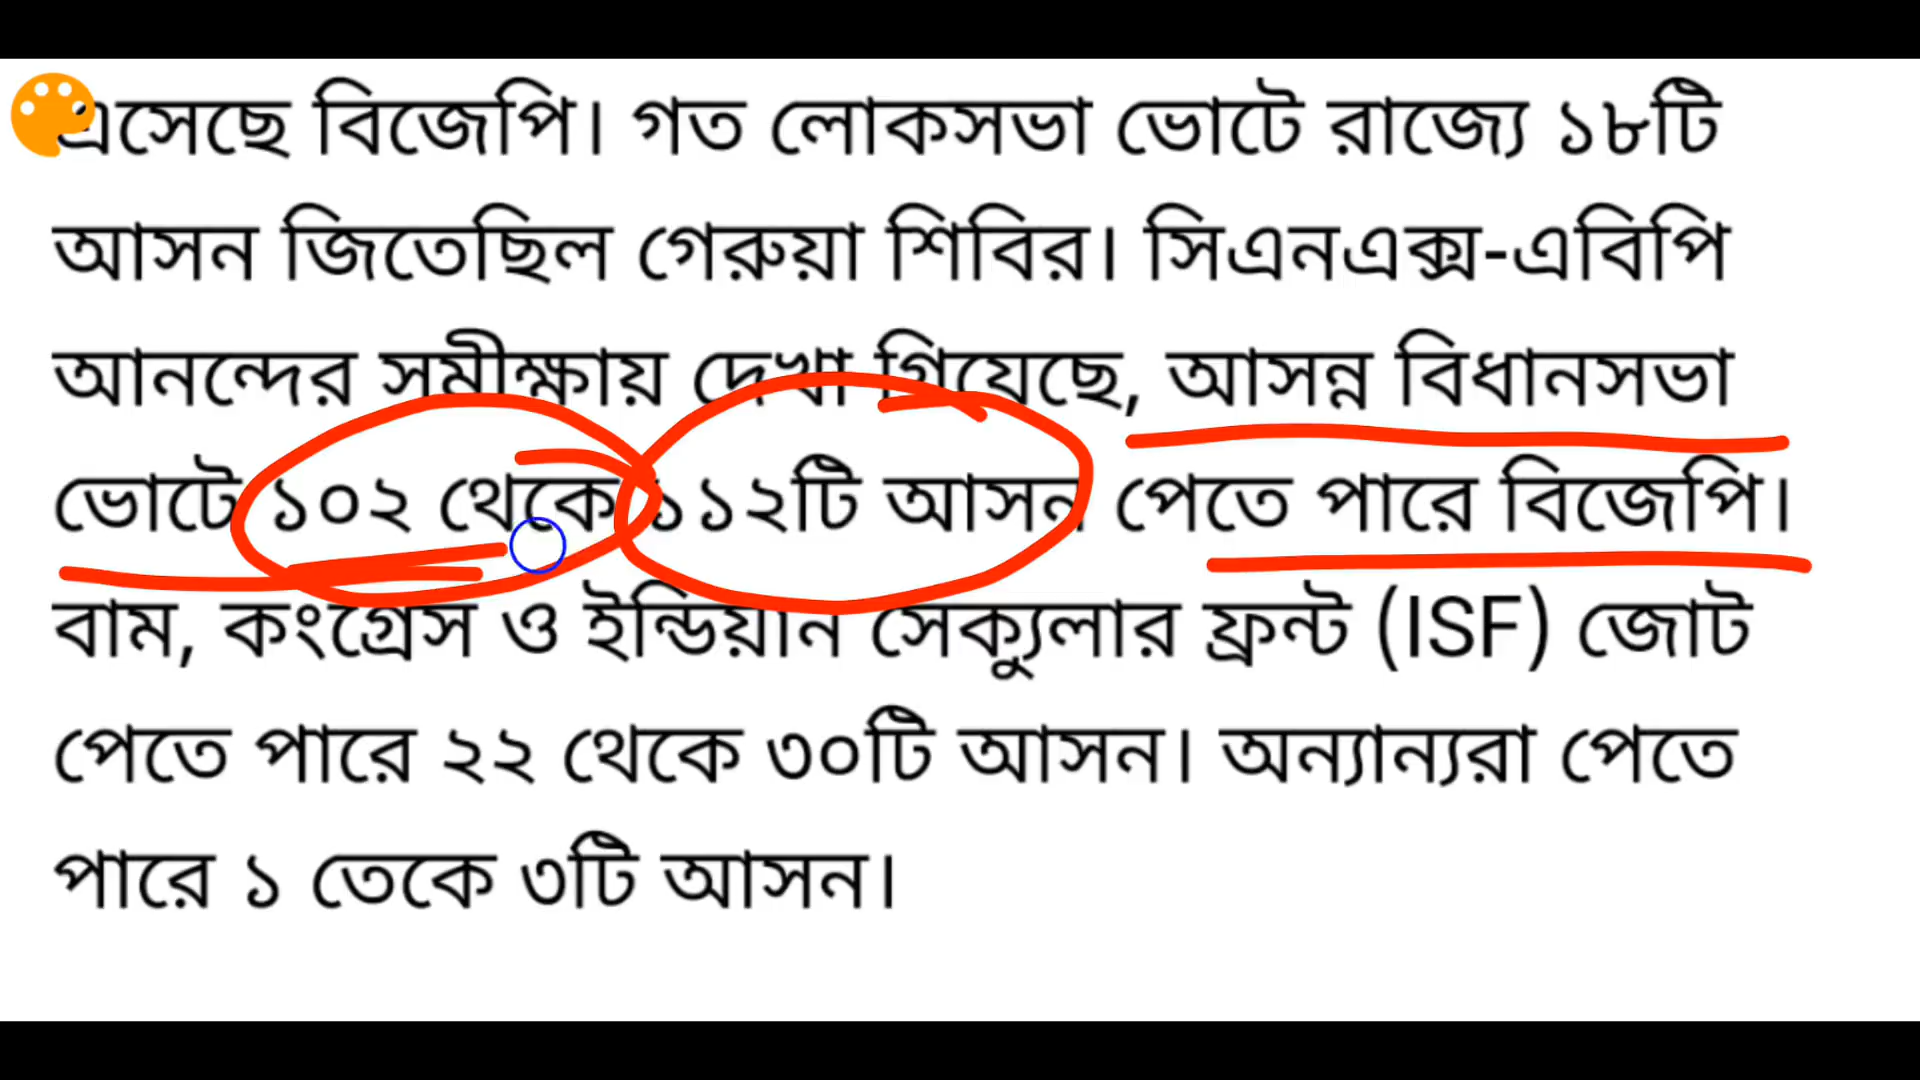 এসেছে বিজেপি। গত লোকসভা ভোটে রাজ্যে ১৮টি
আসন জিতেছিল গেরুয়া শিবির। সিএনএক্স-এবিপি
আনন্দের সমীক্ষায় দেখা গিয়েছে, আসন্ন বিধানসভা
ভোটে ১০২ থেকে ১১২টি আসন পেতে পারে বিজেপি।
বাম, কংগ্রেস ও ইন্ডিয়ান সেক্যুলার ফ্রন্ট (ISF) জোট
পেতে পারে ২২ থেকে ৩০টি আসন। অন্যান্যরা পেতে
পারে ১ তেকে ৩টি আসন।